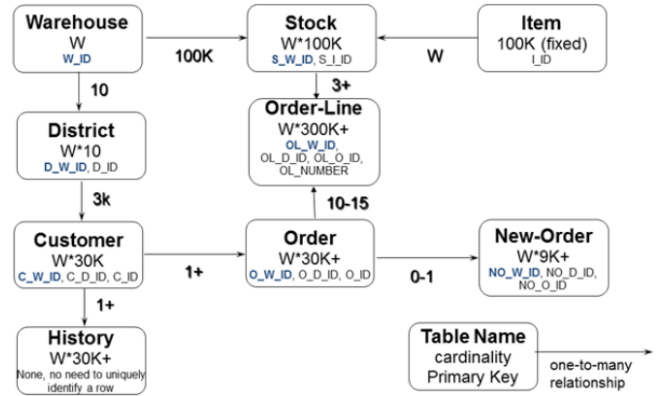 Warehouse
W
W_ID
100K
Stock
W*100K
S_W_ID, S_I_ID
W
Item
100K (fixed)
I_ID
10
3+
District
W*10
D_W_ID, D_ID
Order-Line
W*300K+
OL_W_ID,
OL_D_ID, OL_O_ID,
OL_NUMBER
3k
10-15
Customer
W*30K
C_W_ID, C_D_ID, C_ID
1+
Order
W*30K+
O_W_ID, O_D_ID, O_ID
0-1
New-Order
W*9K+
NO_W_ID, NO_D_ID,
NO_O_ID
1+
History
W*30K+
None, no need to uniquely
identify a row
Table Name
cardinality
Primary Key
one-to-many
relationship